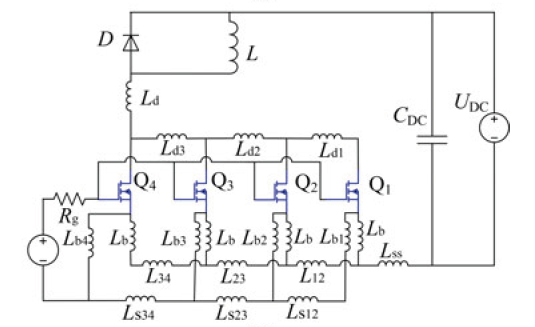 D
L
L_d
C_DC
U_DC
+
-
L_d3 L_d2 L_d1
Q_4 Q_3 Q_2 Q_1
R_g
L_b4 L_b L_b3 L_b L_b2 L_b L_b1 L_b
+
-
L_34 L_23 L_12 L_ss
L_s34 L_s23 L_s12